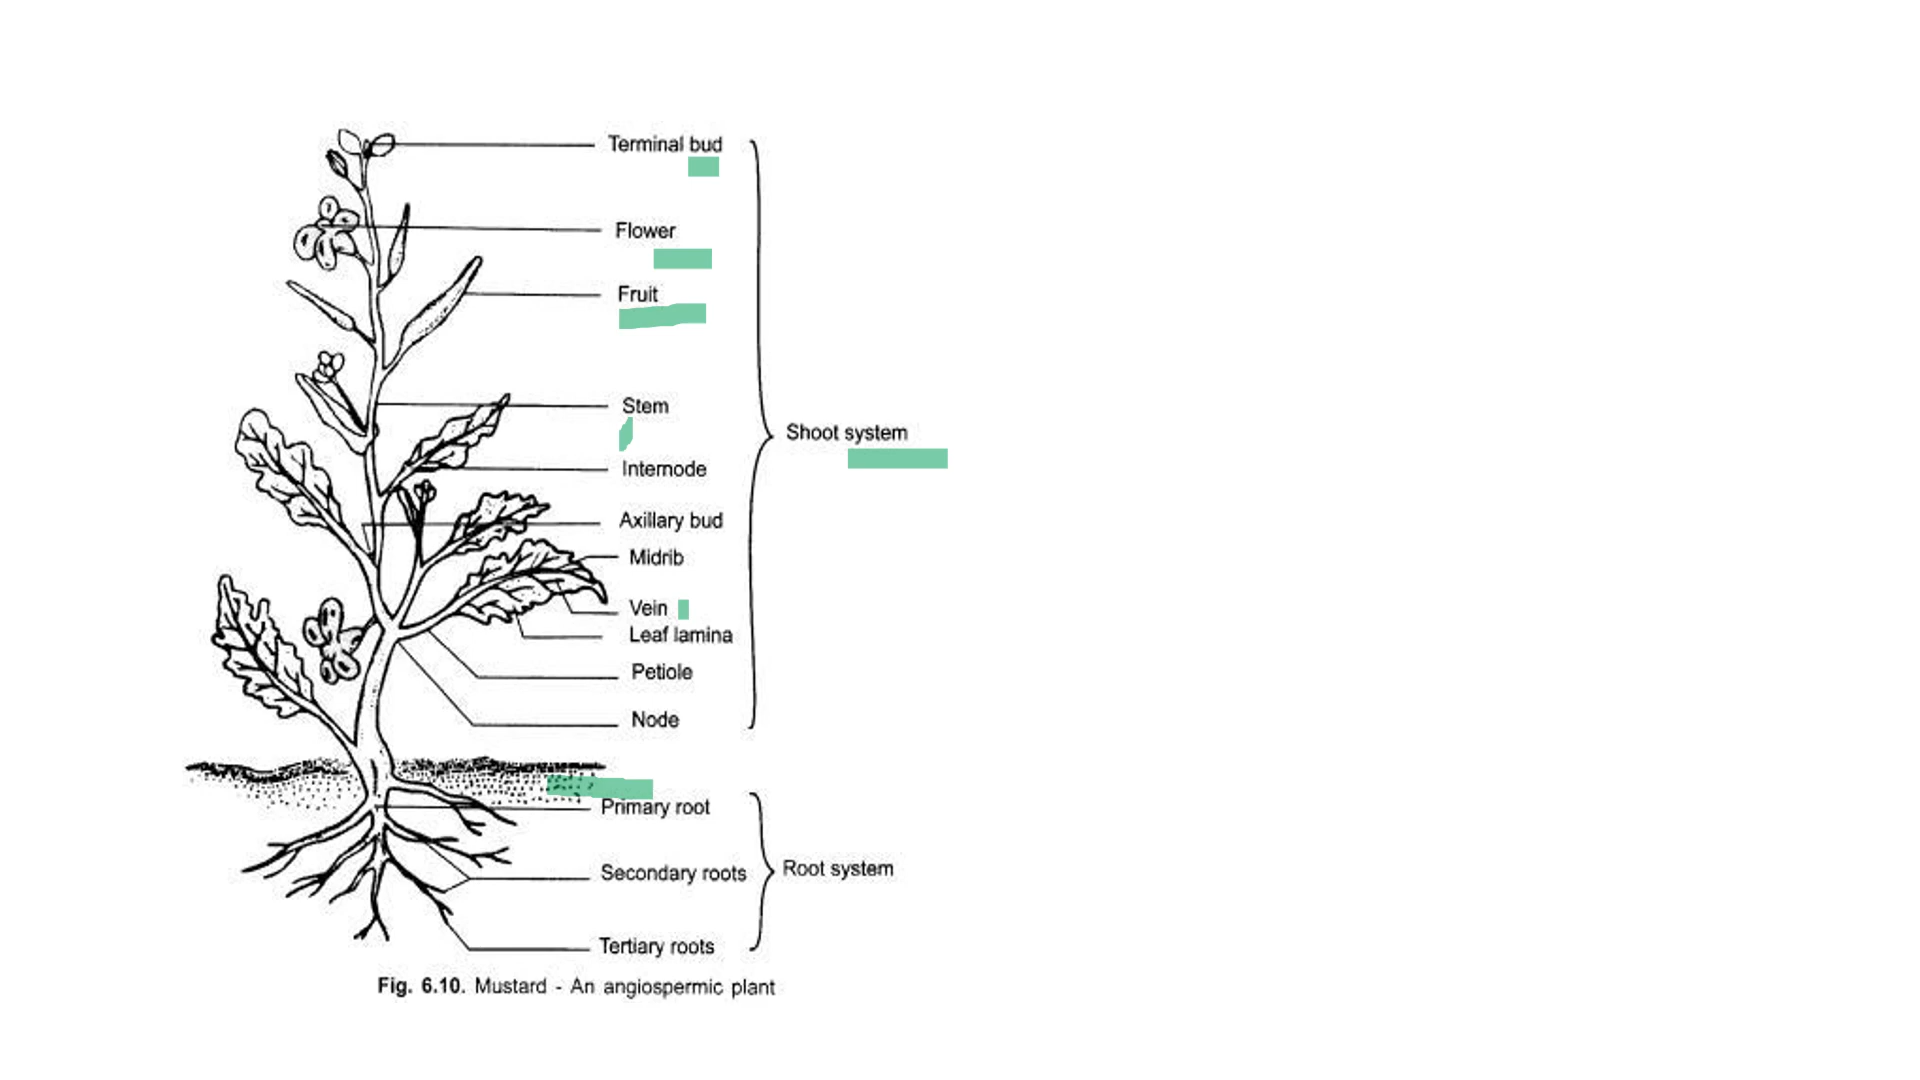 Terminal bud
Flower
Fruit
Stem
Shoot system
Internode
Axillary bud
Midrib
Vein
Leaf lamina
Petiole
Node
Primary root
Secondary roots
Root system
Tertiary roots
Fig. 6.10. Mustard - An angiospermic plant